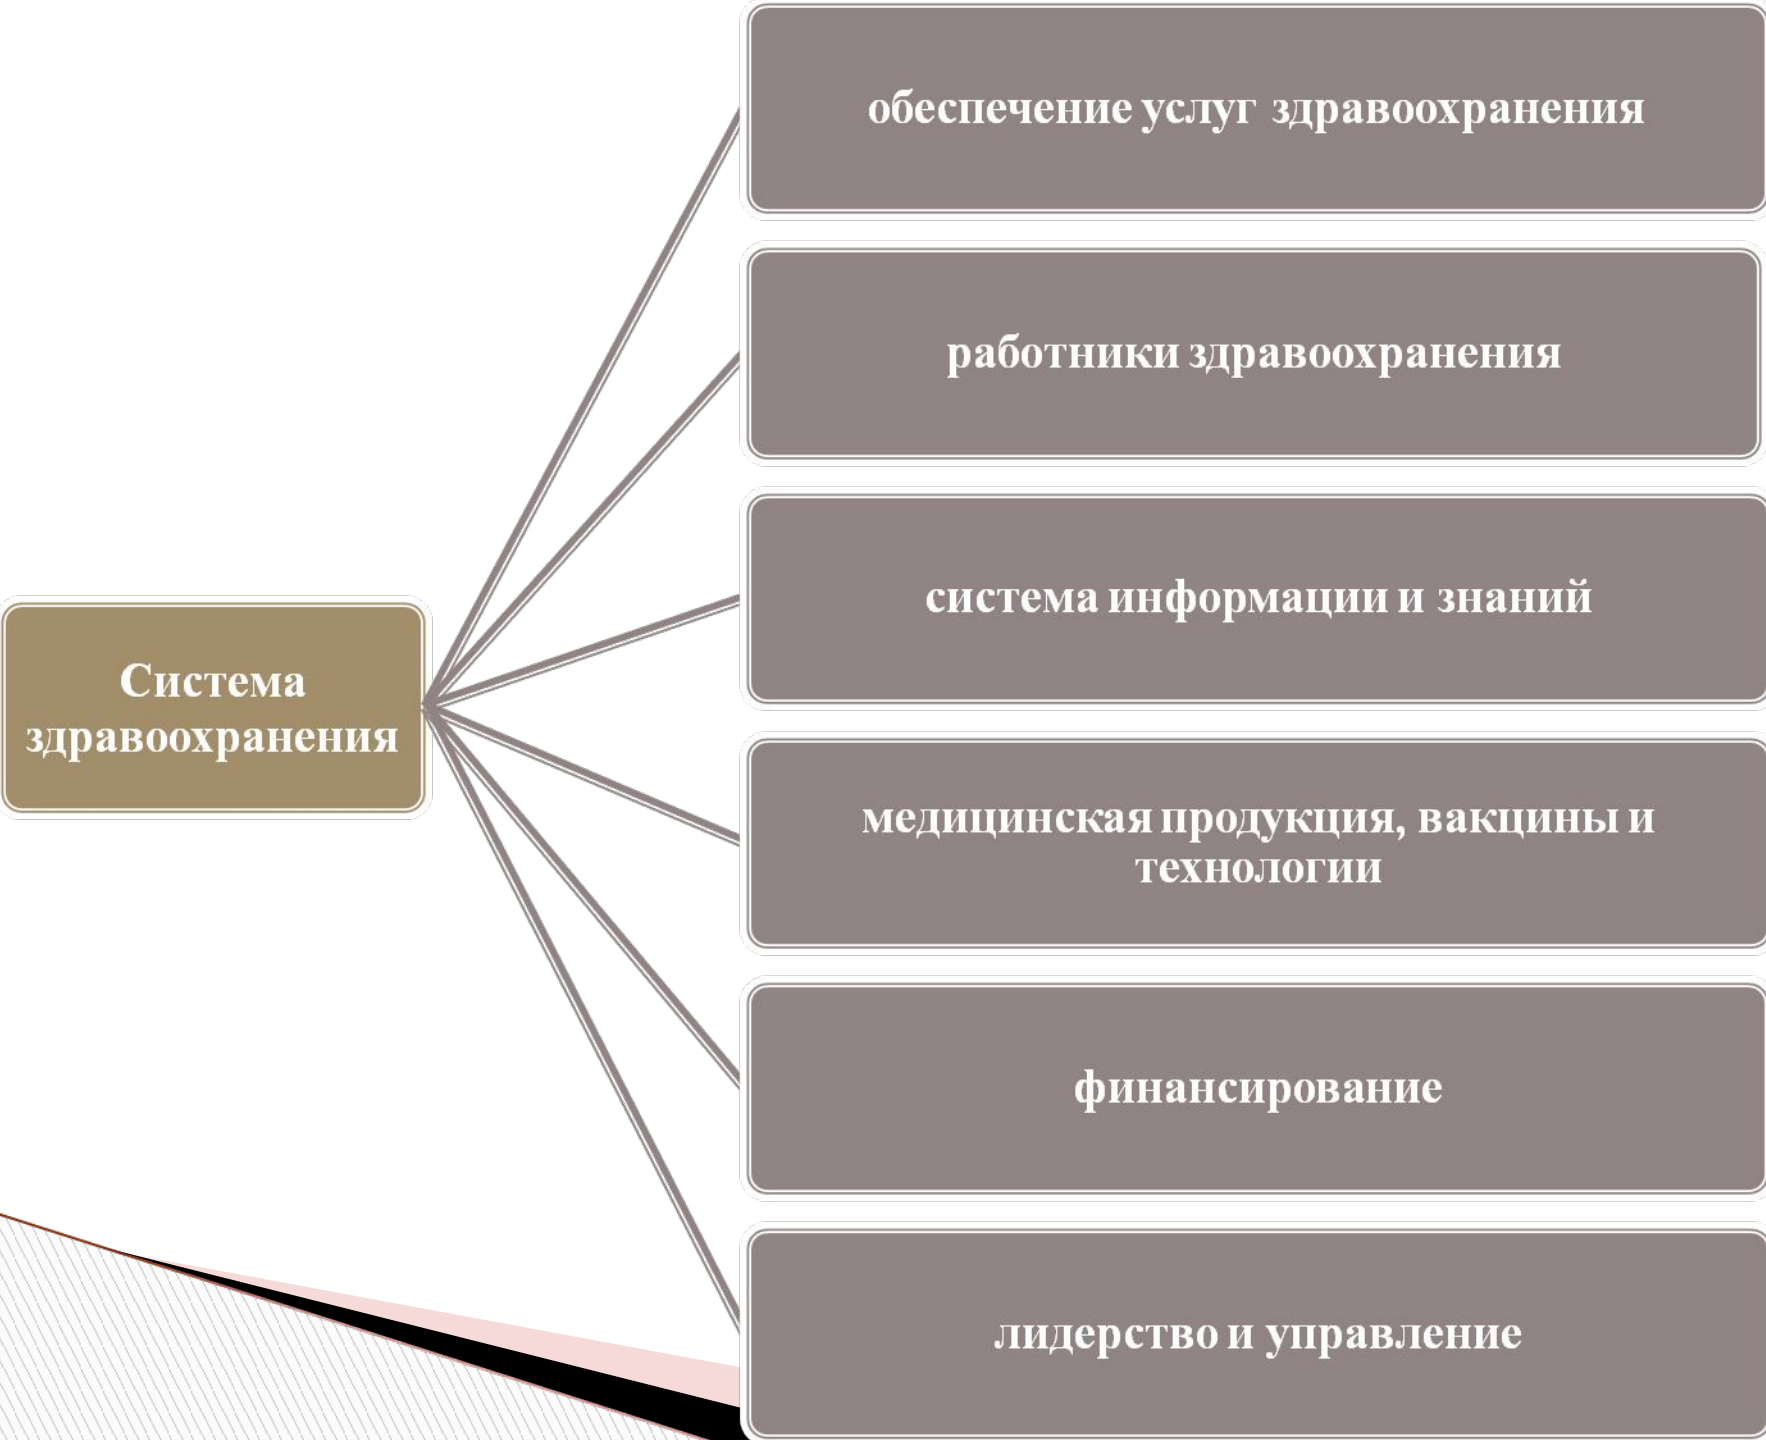 обеспечение услуг здравоохранения
работники здравоохранения
система информации и знаний
Система
здравоохранения
медицинская продукция, вакцины и
технологии
финансирование
лидерство и управление